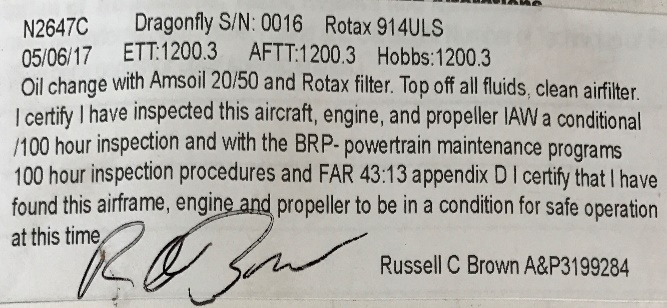 N2647C Dragonfly S/N: 0016 Rotax 914ULS
05/06/17 ETT:1200.3 AFTT:1200.3 Hobbs:1200.3
Oil change with Amsoil 20/50 and Rotax filter. Top off all fluids, clean airfilter.
I certify I have inspected this aircraft, engine, and propeller IAW a conditional
/100 hour inspection and with the BRP- powertrain maintenance programs
100 hour inspection procedures and FAR 43:13 appendix D I certify that I have
found this airframe, engine and propeller to be in a condition for safe operation
at this time
Russell C Brown A&P3199284